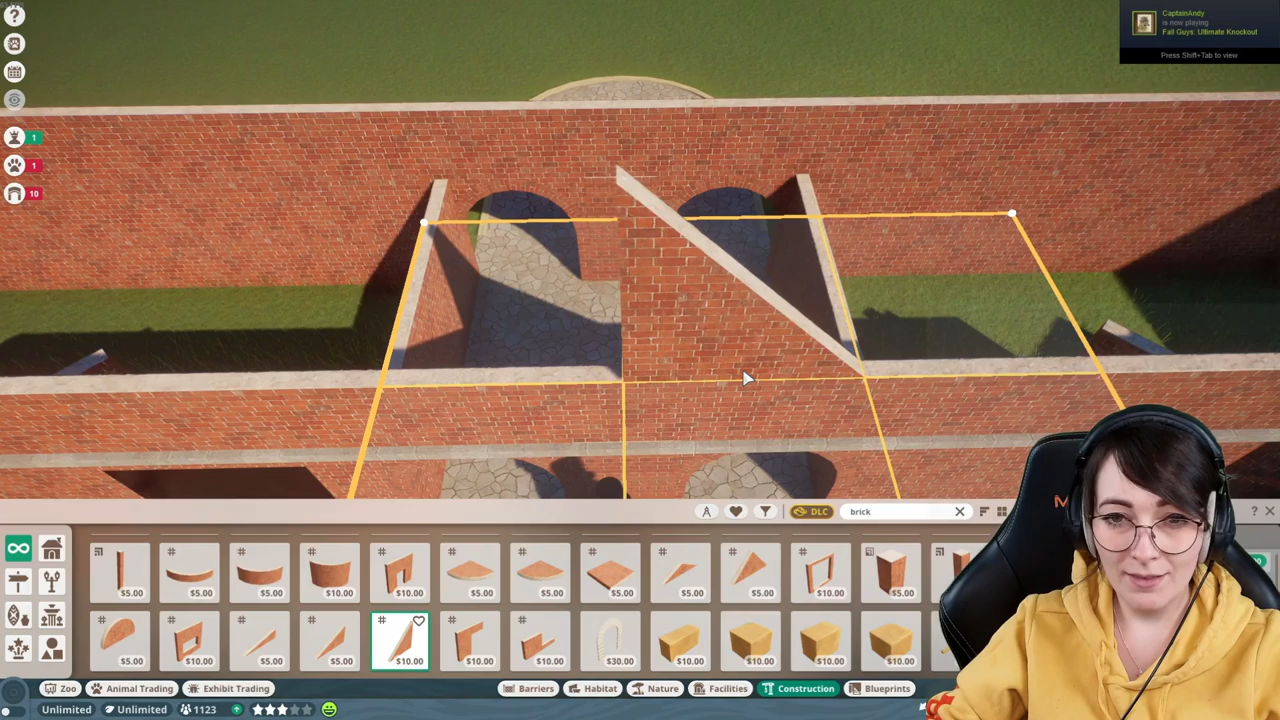 CaptainAndy
is now playing
Fall Guys: Ultimate Knockout
Press Shift+Tab to view
?
1
1
10
DLC
brick
?
$5.00 $5.00 $5.00 $10.00 $10.00 $5.00 $5.00 $5.00 $5.00 $5.00 $10.00 $5.00 $5.00
$5.00 $10.00 $5.00 $5.00 $10.00 $10.00 $10.00 $30.00 $10.00 $10.00 $10.00 $10.00
Zoo Animal Trading Exhibit Trading Barriers Habitat Nature Facilities Construction Blueprints
Unlimited Unlimited 1123